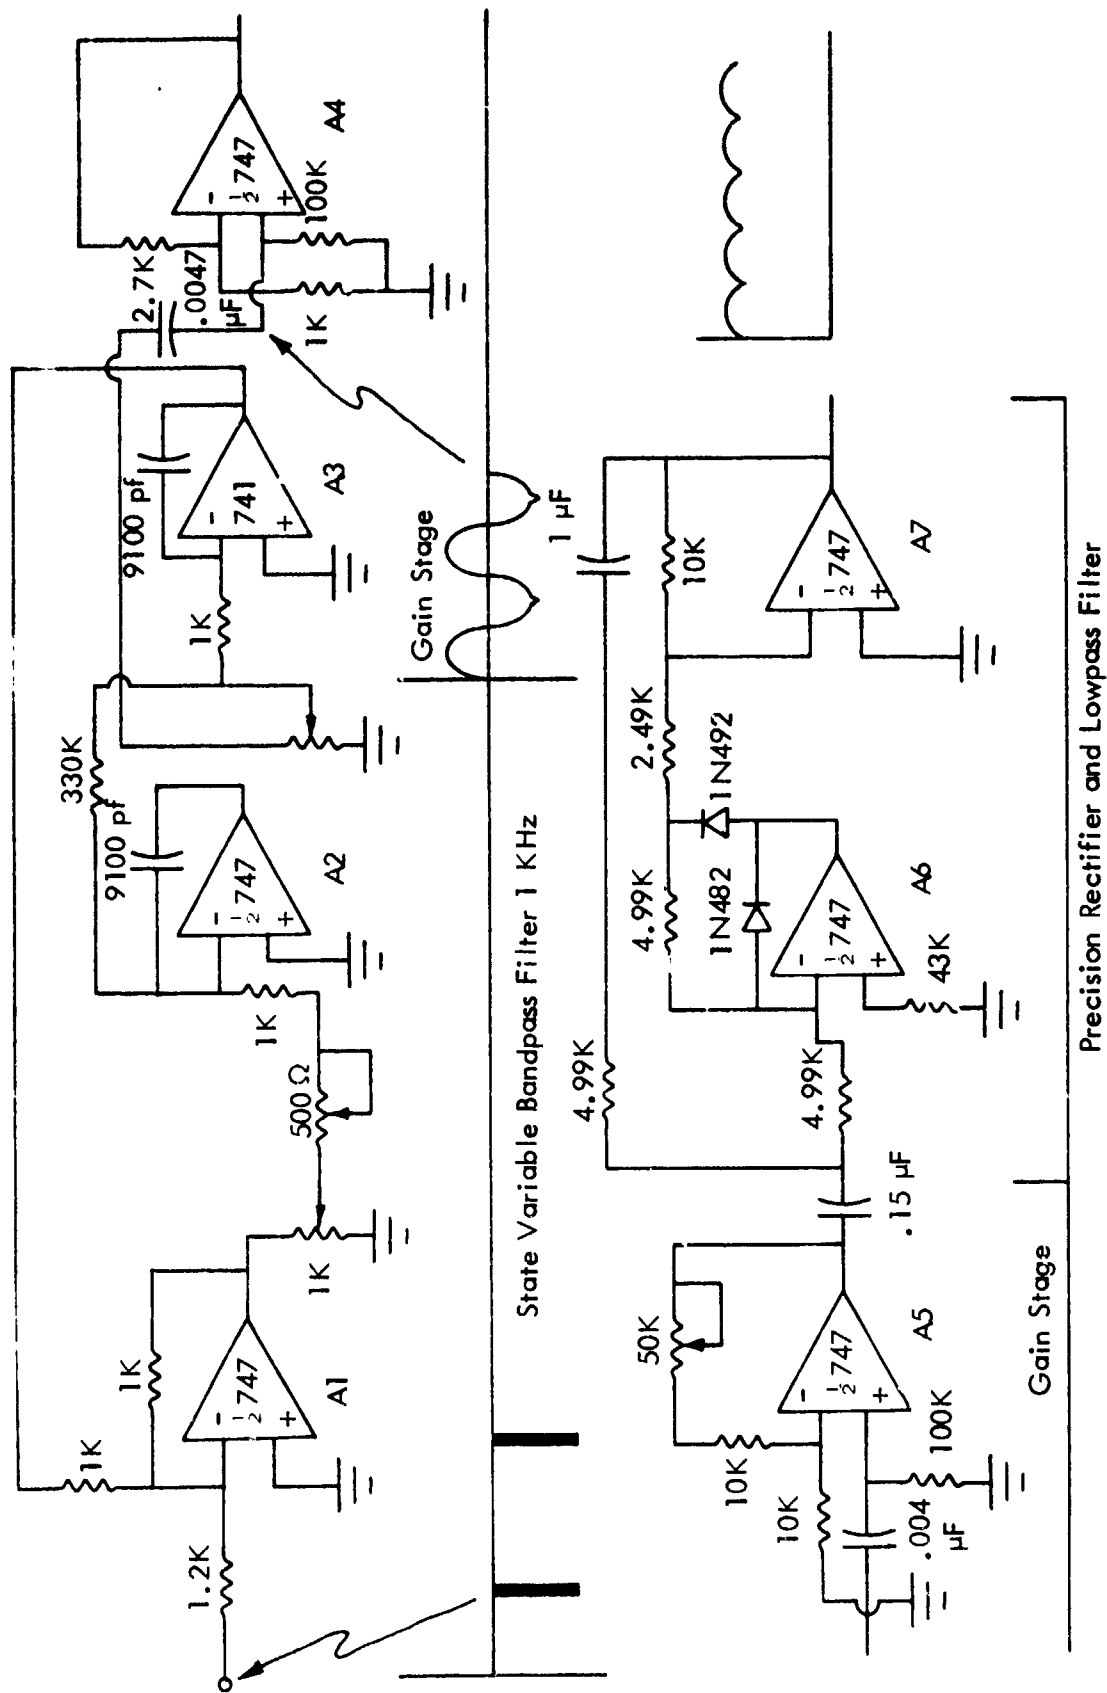 1.2K
1K
1K
-
½ 747
+
A1
1K
500 Ω
1K
9100 pf
-
½ 747
+
A2
330K
1K
9100 pf
-
741
+
A3
2.7K
.0047
µF
1K
100K
-
½ 747
+
A4
State Variable Bandpass Filter 1 KHz
Gain Stage
10K
10K
50K
-
½ 747
+
A5
.004
µF
100K
.15 µF
4.99K
4.99K
4.99K
1N482
1N492
-
½ 747
+
A6
43K
2.49K
1 µF
10K
-
½ 747
+
A7
Gain Stage
Precision Rectifier and Lowpass Filter